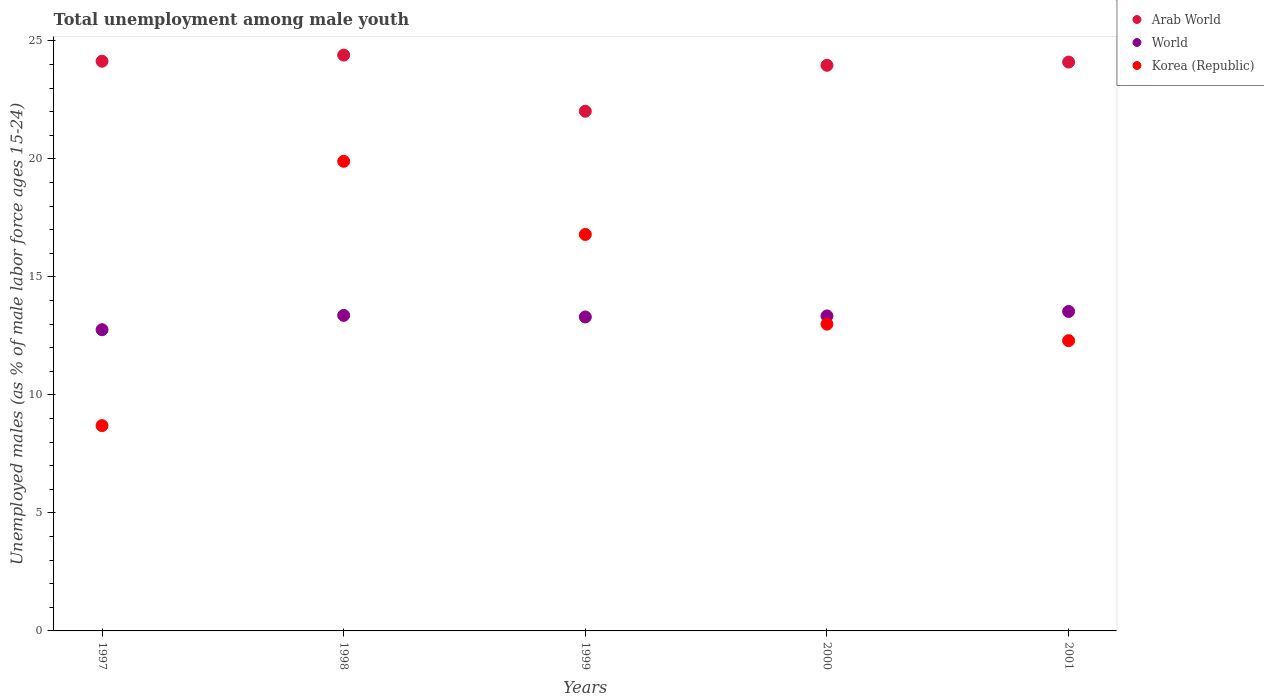 Total unemployment among male youth
Arab World
World
Korea (Republic)
Unemployed males (as % of male labor force ages 15-24)
25
20
15
10
5
0
1997
1998
1999
2000
2001
Years